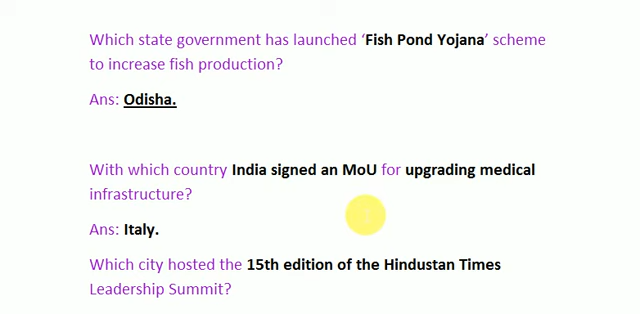 Which state government has launched ‘Fish Pond Yojana’ scheme
to increase fish production?
Ans: Odisha.
With which country India signed an MoU for upgrading medical
infrastructure?
Ans: Italy.
Which city hosted the 15th edition of the Hindustan Times
Leadership Summit?